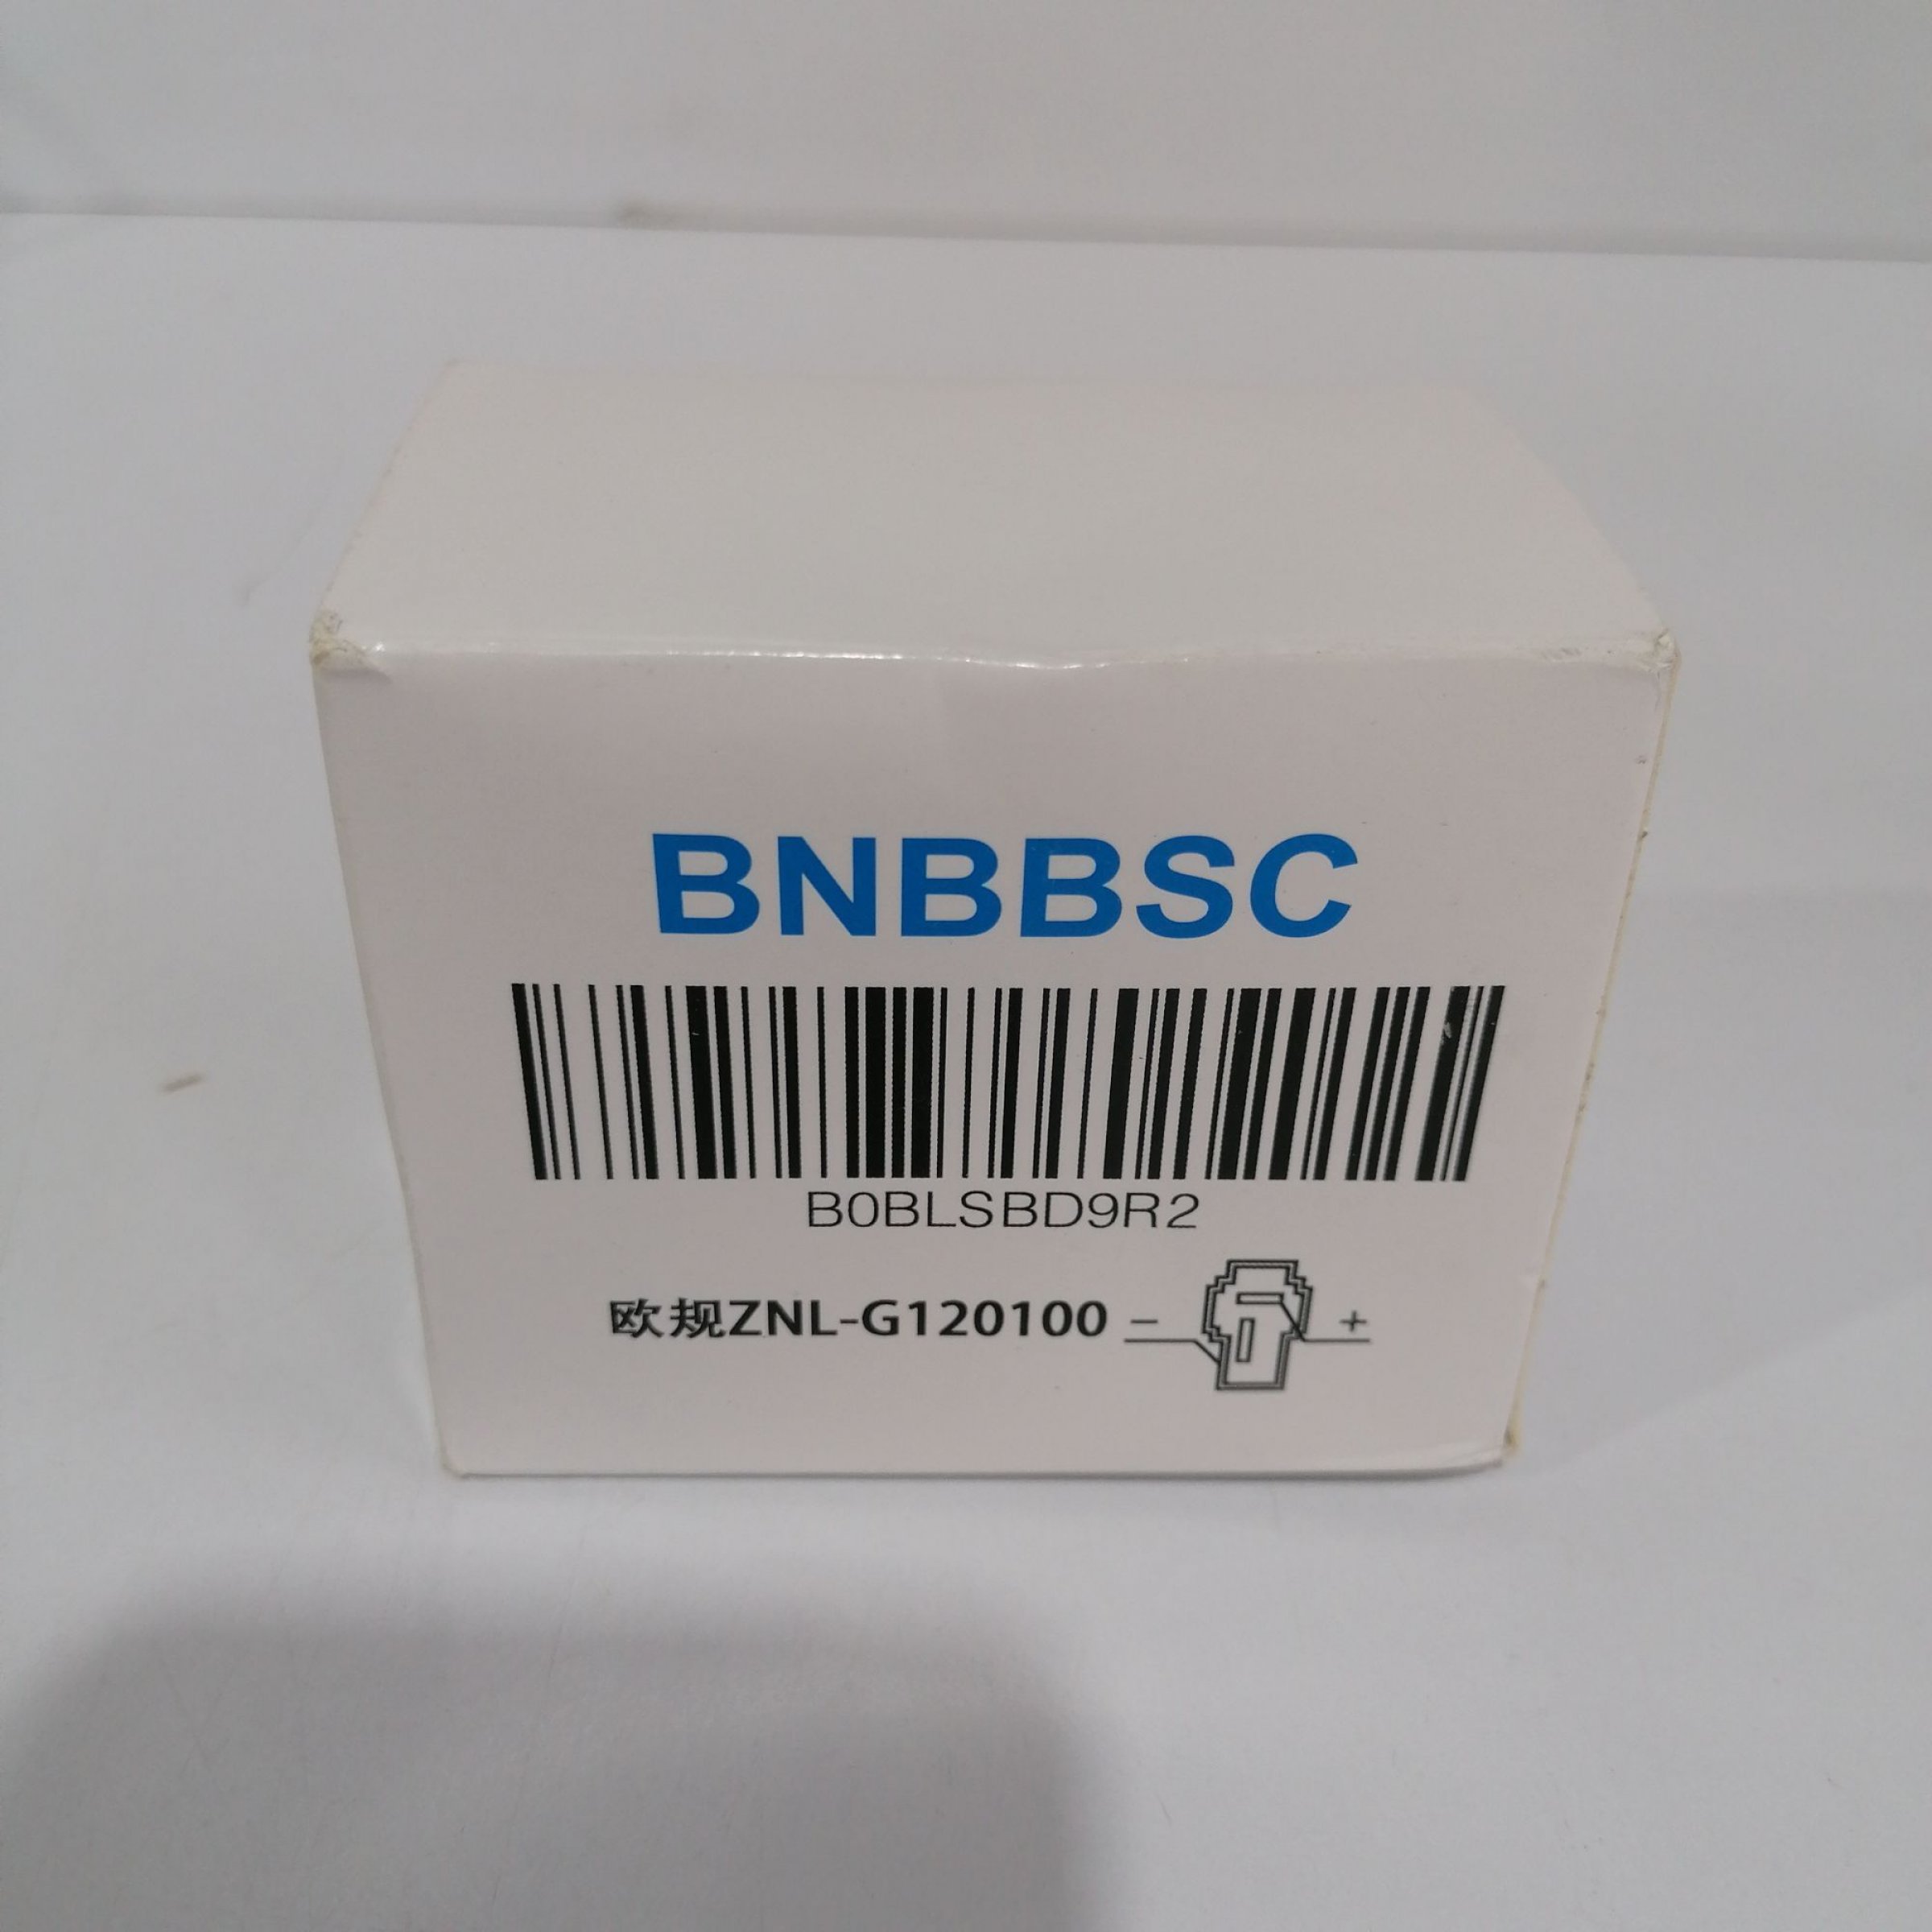 BNBBSC
B0BLSBD9R2
欧规ZNL-G120100 - +